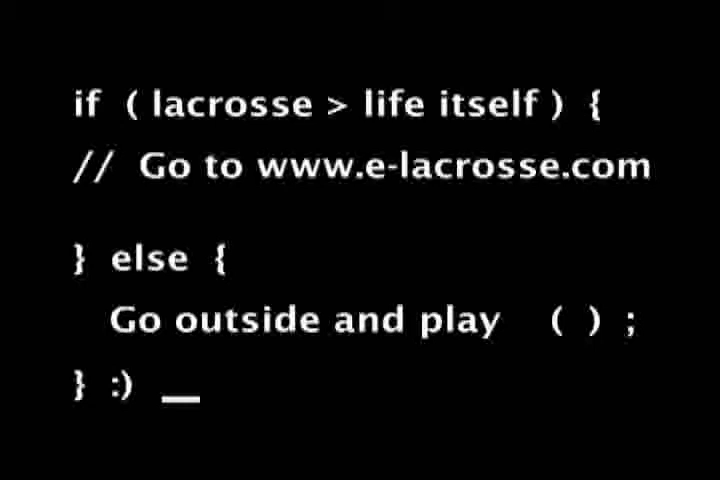 if ( lacrosse > life itself ) {
// Go to www.e-lacrosse.com
} else {
Go outside and play ( ) ;
} :) _